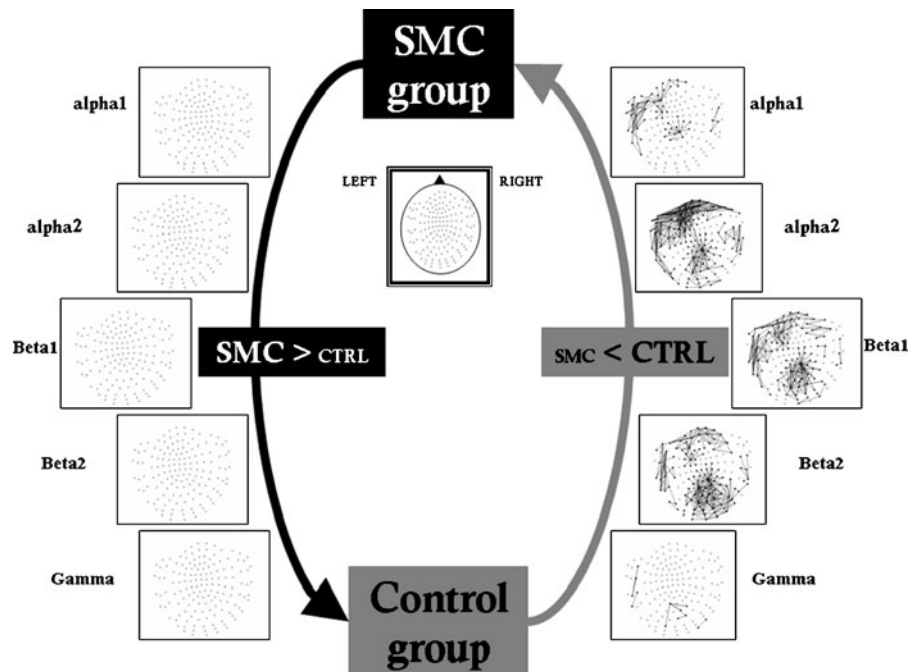 SMC
group
alpha1
alpha1
LEFT
RIGHT
alpha2
alpha2
Beta1
SMC > CTRL
SMC < CTRL
Beta1
Beta2
Beta2
Gamma
Gamma
Control
group